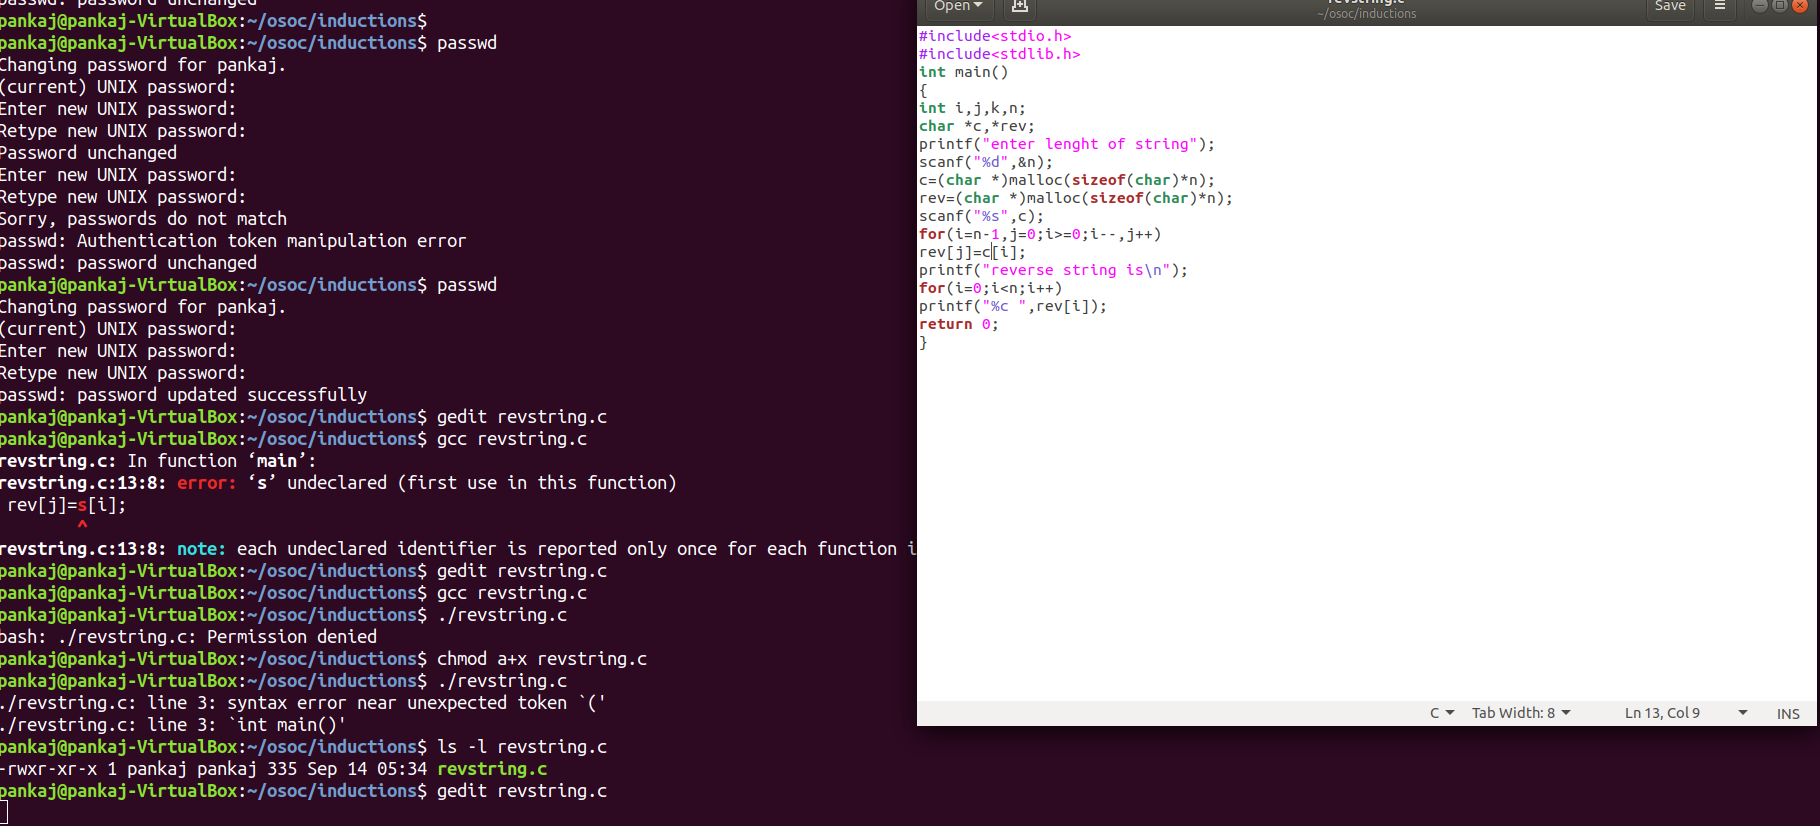 passwd: password unchanged
pankaj@pankaj-VirtualBox:~/osoc/inductions$
pankaj@pankaj-VirtualBox:~/osoc/inductions$ passwd
Changing password for pankaj.
(current) UNIX password:
Enter new UNIX password:
Retype new UNIX password:
Password unchanged
Enter new UNIX password:
Retype new UNIX password:
Sorry, passwords do not match
passwd: Authentication token manipulation error
passwd: password unchanged
pankaj@pankaj-VirtualBox:~/osoc/inductions$ passwd
Changing password for pankaj.
(current) UNIX password:
Enter new UNIX password:
Retype new UNIX password:
passwd: password updated successfully
pankaj@pankaj-VirtualBox:~/osoc/inductions$ gedit revstring.c
pankaj@pankaj-VirtualBox:~/osoc/inductions$ gcc revstring.c
revstring.c: In function ‘main’:
revstring.c:13:8: error: ‘s’ undeclared (first use in this function)
 rev[j]=s[i];
        ^
revstring.c:13:8: note: each undeclared identifier is reported only once for each function i
pankaj@pankaj-VirtualBox:~/osoc/inductions$ gedit revstring.c
pankaj@pankaj-VirtualBox:~/osoc/inductions$ gcc revstring.c
pankaj@pankaj-VirtualBox:~/osoc/inductions$ ./revstring.c
bash: ./revstring.c: Permission denied
pankaj@pankaj-VirtualBox:~/osoc/inductions$ chmod a+x revstring.c
pankaj@pankaj-VirtualBox:~/osoc/inductions$ ./revstring.c
./revstring.c: line 3: syntax error near unexpected token `('
./revstring.c: line 3: `int main()'
pankaj@pankaj-VirtualBox:~/osoc/inductions$ ls -l revstring.c
-rwxr-xr-x 1 pankaj pankaj 335 Sep 14 05:34 revstring.c
pankaj@pankaj-VirtualBox:~/osoc/inductions$ gedit revstring.c
Open
revstring.c
~/osoc/inductions
Save
#include<stdio.h>
#include<stdlib.h>
int main()
{
int i,j,k,n;
char *c,*rev;
printf("enter lenght of string");
scanf("%d",&n);
c=(char *)malloc(sizeof(char)*n);
rev=(char *)malloc(sizeof(char)*n);
scanf("%s",c);
for(i=n-1,j=0;i>=0;i--,j++)
rev[j]=c[i];
printf("reverse string is\n");
for(i=0;i<n;i++)
printf("%c ",rev[i]);
return 0;
}
C
Tab Width: 8
Ln 13, Col 9
INS